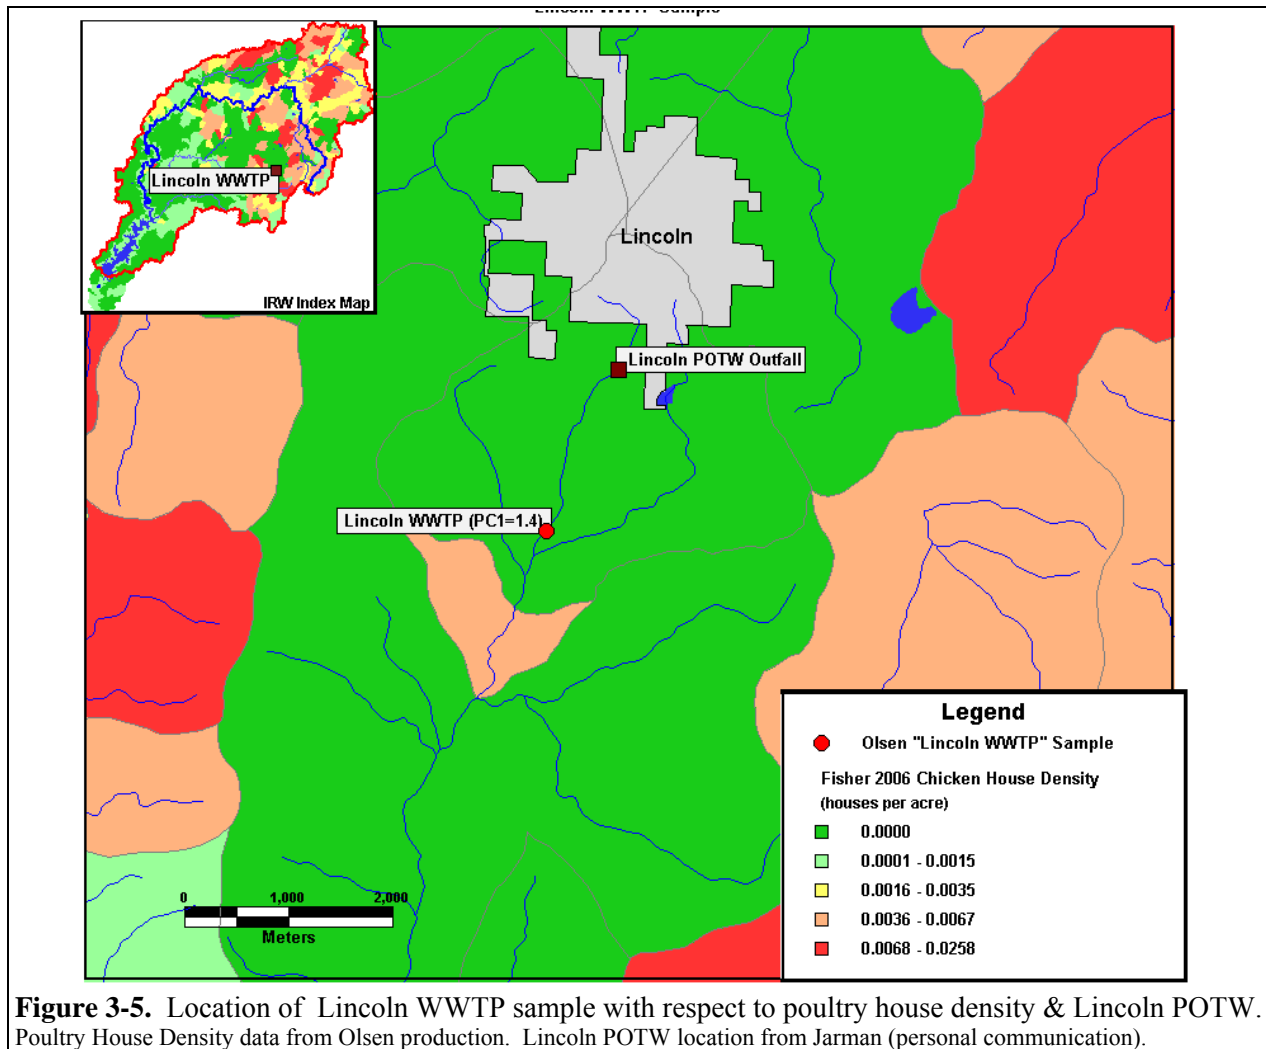 Lincoln WWTP Sample
Lincoln WWTP
IRW Index Map
Lincoln
Lincoln POTW Outfall
Lincoln WWTP (PC1=1.4)
Legend
Olsen "Lincoln WWTP" Sample
Fisher 2006 Chicken House Density
(houses per acre)
0.0000
0.0001 - 0.0015
0.0016 - 0.0035
0.0036 - 0.0067
0.0068 - 0.0258
0 1,000 2,000
Meters
Figure 3-5. Location of Lincoln WWTP sample with respect to poultry house density & Lincoln POTW.
Poultry House Density data from Olsen production. Lincoln POTW location from Jarman (personal communication).